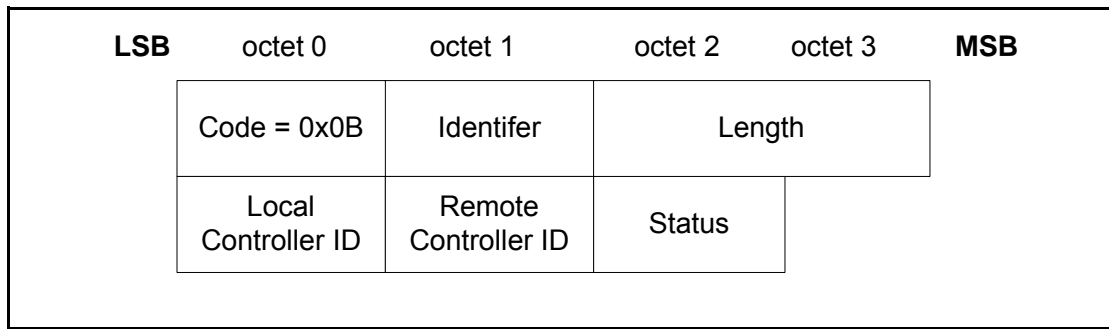 LSB octet 0 octet 1 octet 2 octet 3 MSB
Code = 0x0B Identifer Length
Local Controller ID Remote Controller ID Status